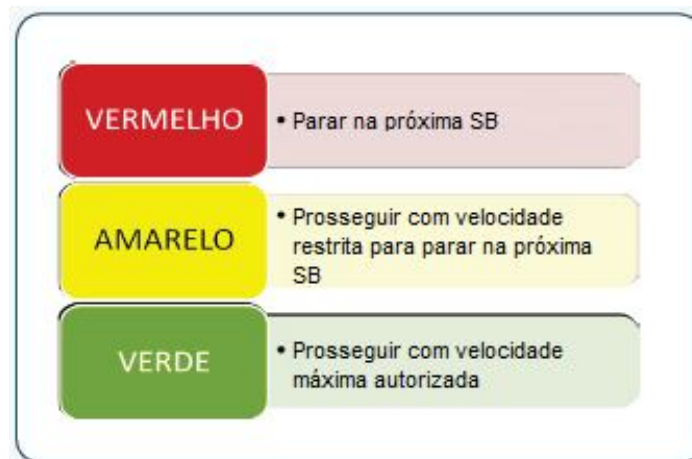 VERMELHO
• Parar na próxima SB
AMARELO
• Prosseguir com velocidade
restrita para parar na próxima
SB
VERDE
• Prosseguir com velocidade
máxima autorizada